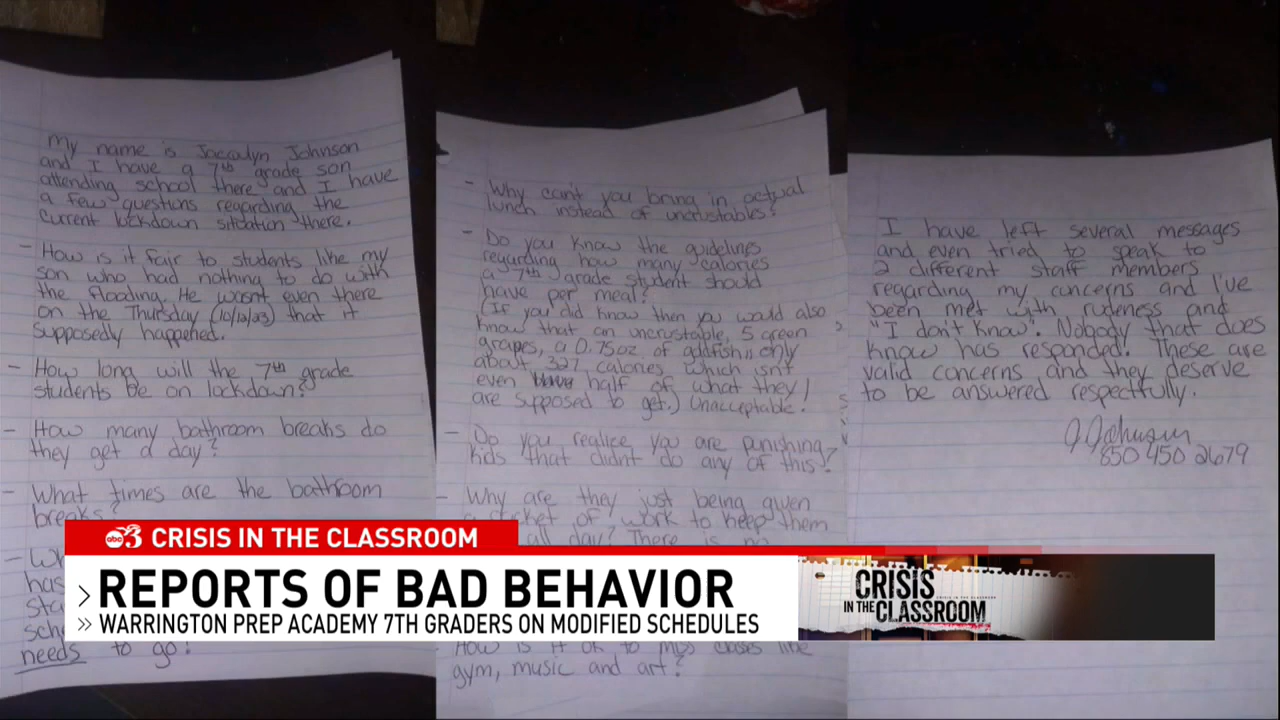 My name is Jaccalyn Johnson
and I have a 7th grade son
attending school there and I have
a few questions regarding the
current lockdown situation there.
- How is it fair to students like my
son who had nothing to do with
the flooding. He wasnt even there
on the Thursday (10/12/23) that it
supposedly happened.
- How long will the 7th grade
students be on lockdown?
- How many bathroom breaks do
they get a day?
- What times are the bathroom
breaks?
has
needs to go!
- Why can't you bring in actual
lunch instead of uncrustables?
- Do you know the guidelines
regarding how many calories
a 7th grade student should
have per meal?
(If you did know then you would also
know that an uncrustable, 5 green
grapes, a 0.75oz of goldfish is only
about 327 calories which isnt
even half of what they
are supposed to get.) Unacceptable.
- Do you realize you are punishing
kids that didnt do any of this?
- Why are they just being given
a packet of work to keep them
all day? There is no
How is it ok to miss classes like
gym, music and art?
I have left several messages
and even tried to speak to
2 different staff members
regarding my concerns and I've
been met with rudeness and
"I don't know". Nobody that does
know has responded. These are
valid concerns and they deserve
to be answered respectfully.
J Johnson
850 450 2679
abc 3 CRISIS IN THE CLASSROOM
REPORTS OF BAD BEHAVIOR
WARRINGTON PREP ACADEMY 7TH GRADERS ON MODIFIED SCHEDULES
CRISIS
IN THE CLASSROOM